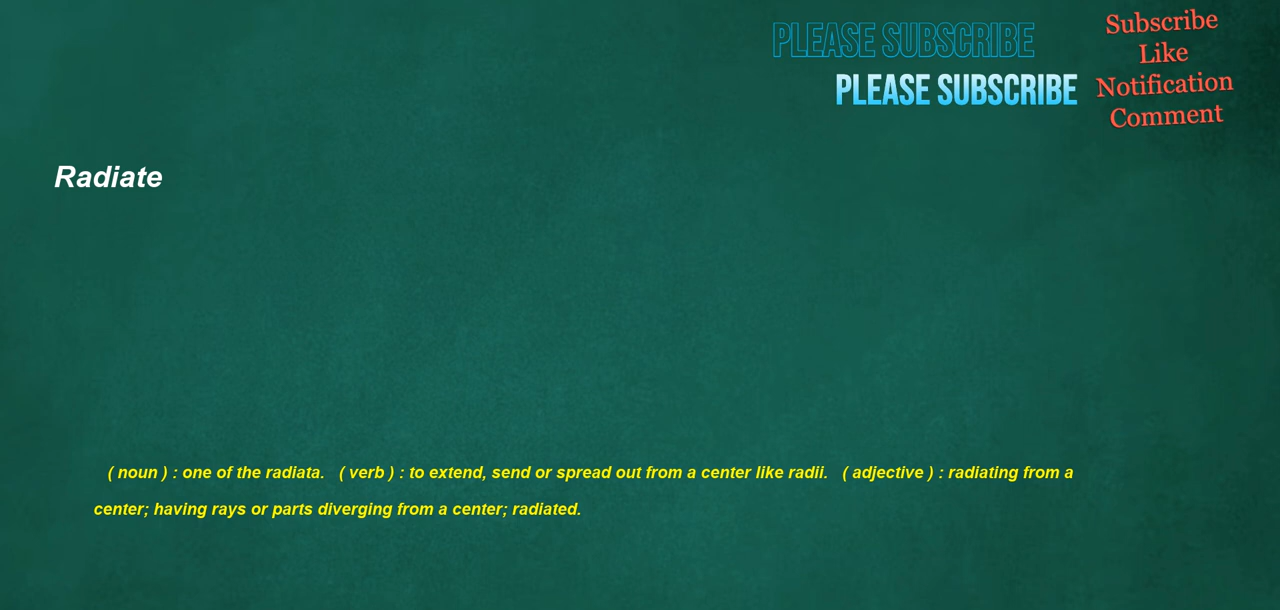 PLEASE SUBSCRIBE
PLEASE SUBSCRIBE
Subscribe
Like
Notification
Comment
Radiate
( noun ) : one of the radiata. ( verb ) : to extend, send or spread out from a center like radii. ( adjective ) : radiating from a
center; having rays or parts diverging from a center; radiated.